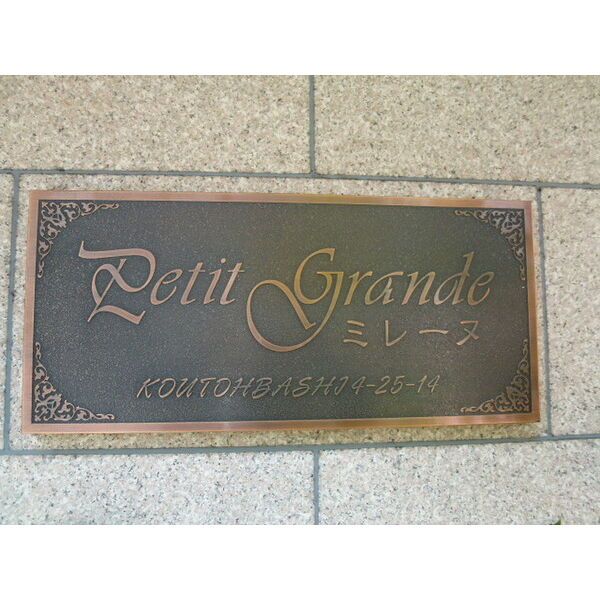 Petit Grande
ミレーヌ
KOUTOHBASHI 4-25-14